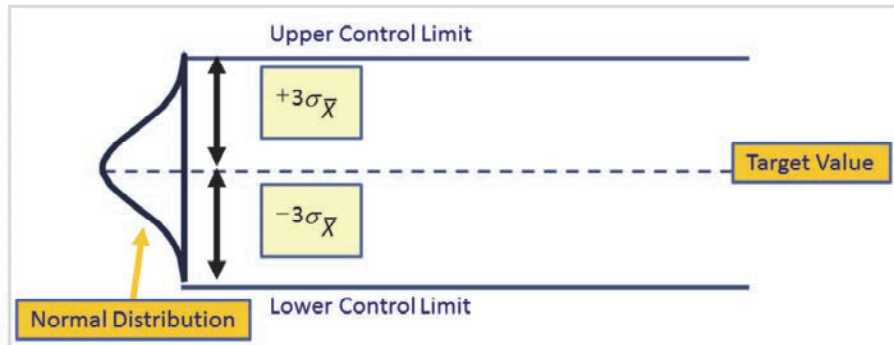 Upper Control Limit
+3σX̅
Target Value
−3σX̅
Normal Distribution
Lower Control Limit